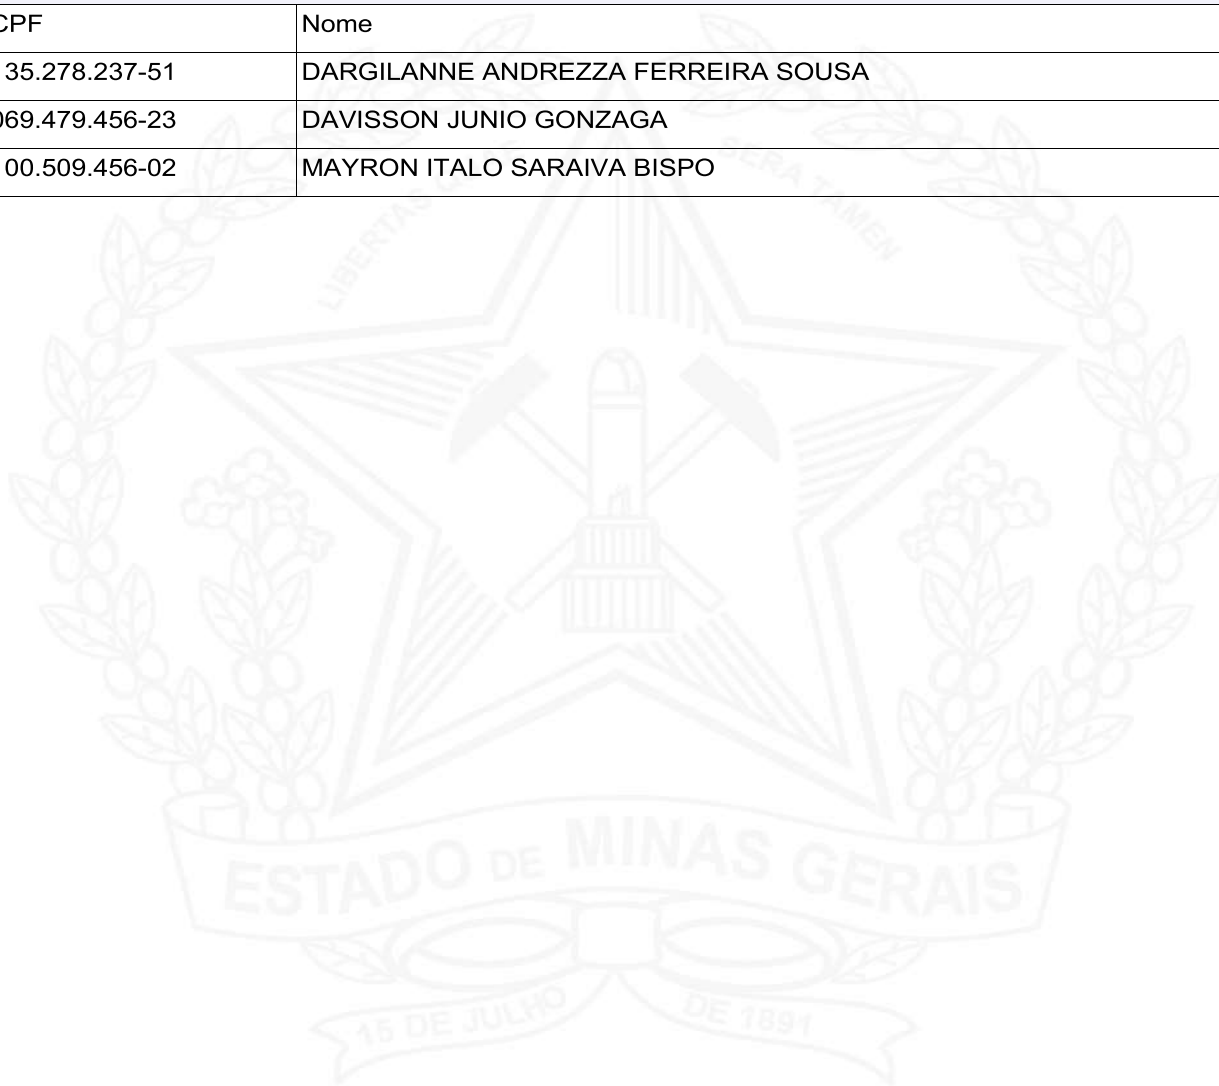 CPF Nome
35.278.237-51 DARGILANNE ANDREZZA FERREIRA SOUSA
069.479.456-23 DAVISSON JUNIO GONZAGA
00.509.456-02 MAYRON ITALO SARAIVA BISPO
LIBERTAS SERA TAMEN
ESTADO DE MINAS GERAIS
15 DE JULHO DE 1891